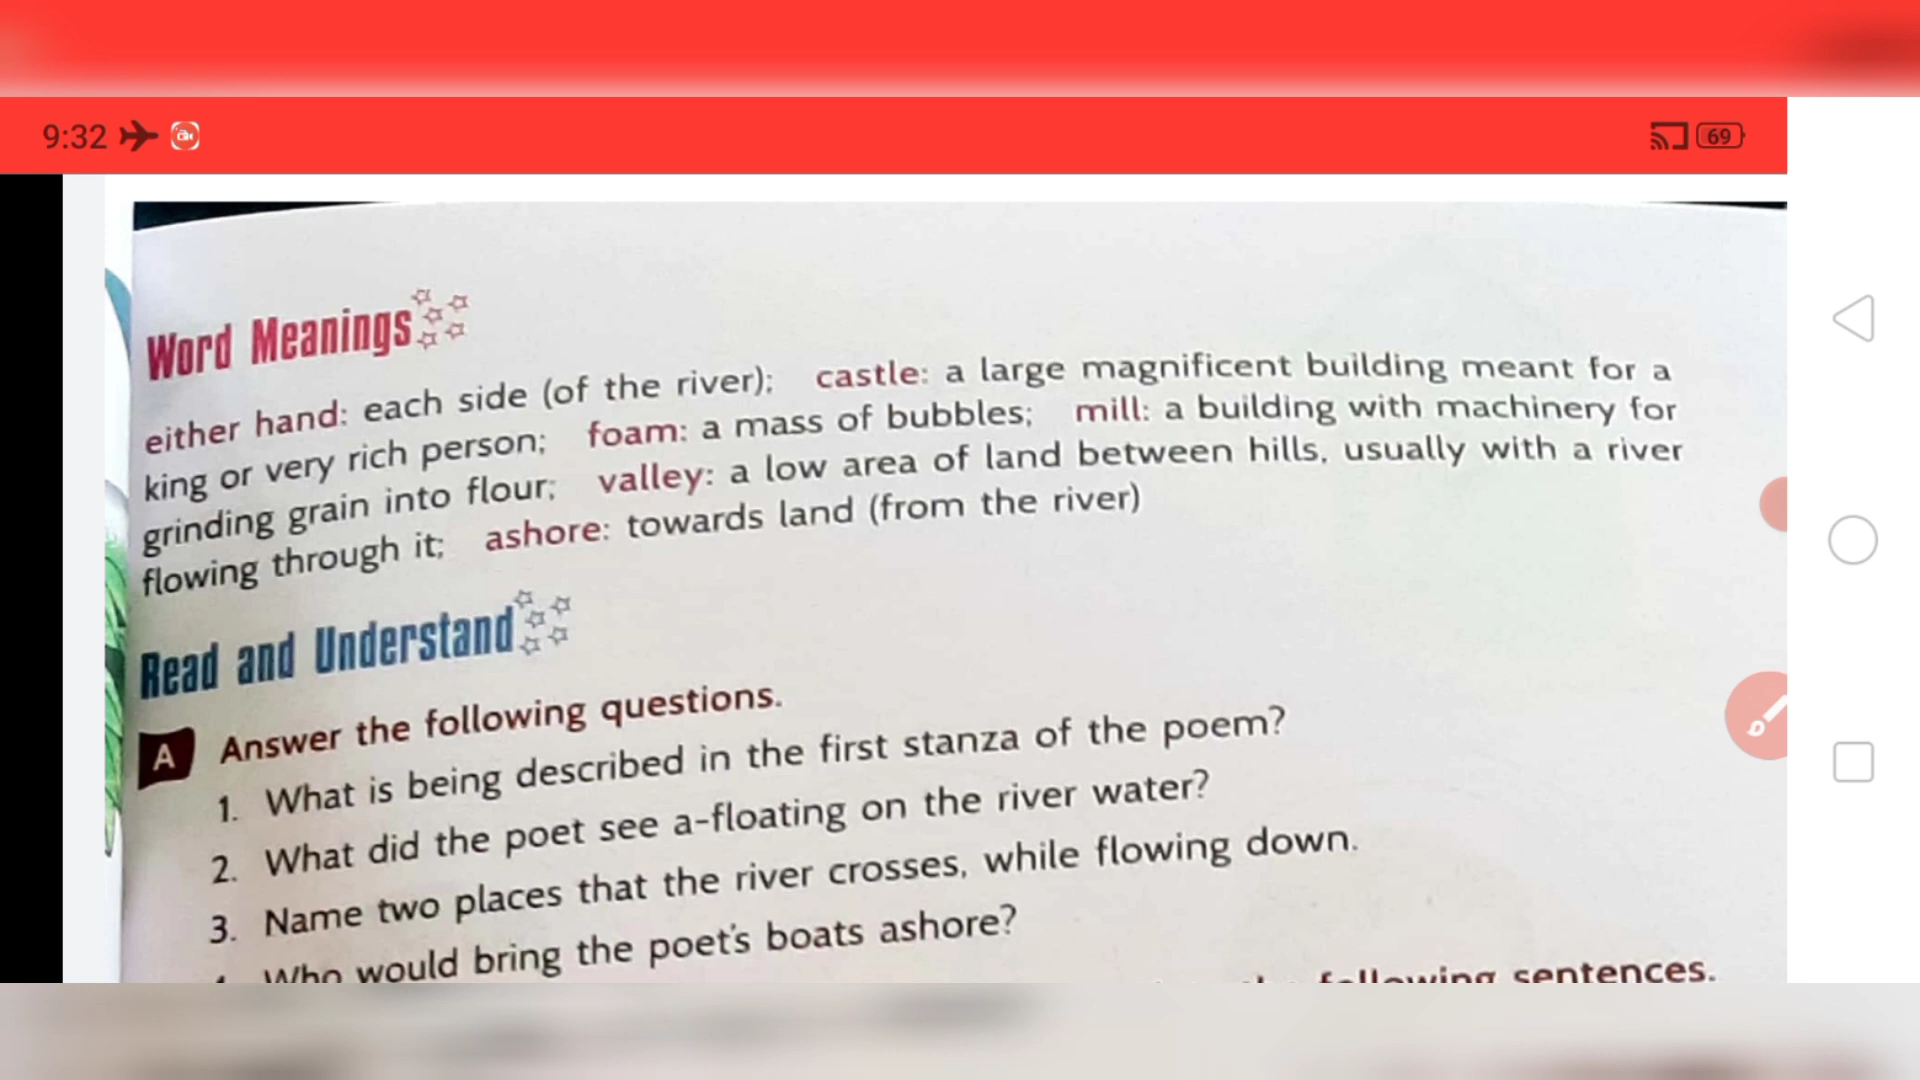 9:32
69
Word Meanings
either hand: each side (of the river); castle: a large magnificent building meant for a
king or very rich person; foam: a mass of bubbles; mill: a building with machinery for
grinding grain into flour; valley: a low area of land between hills, usually with a river
flowing through it; ashore: towards land (from the river)
Read and Understand
A Answer the following questions.
1. What is being described in the first stanza of the poem?
2. What did the poet see a-floating on the river water?
3. Name two places that the river crosses, while flowing down.
Who would bring the poet's boats ashore?
following sentences.